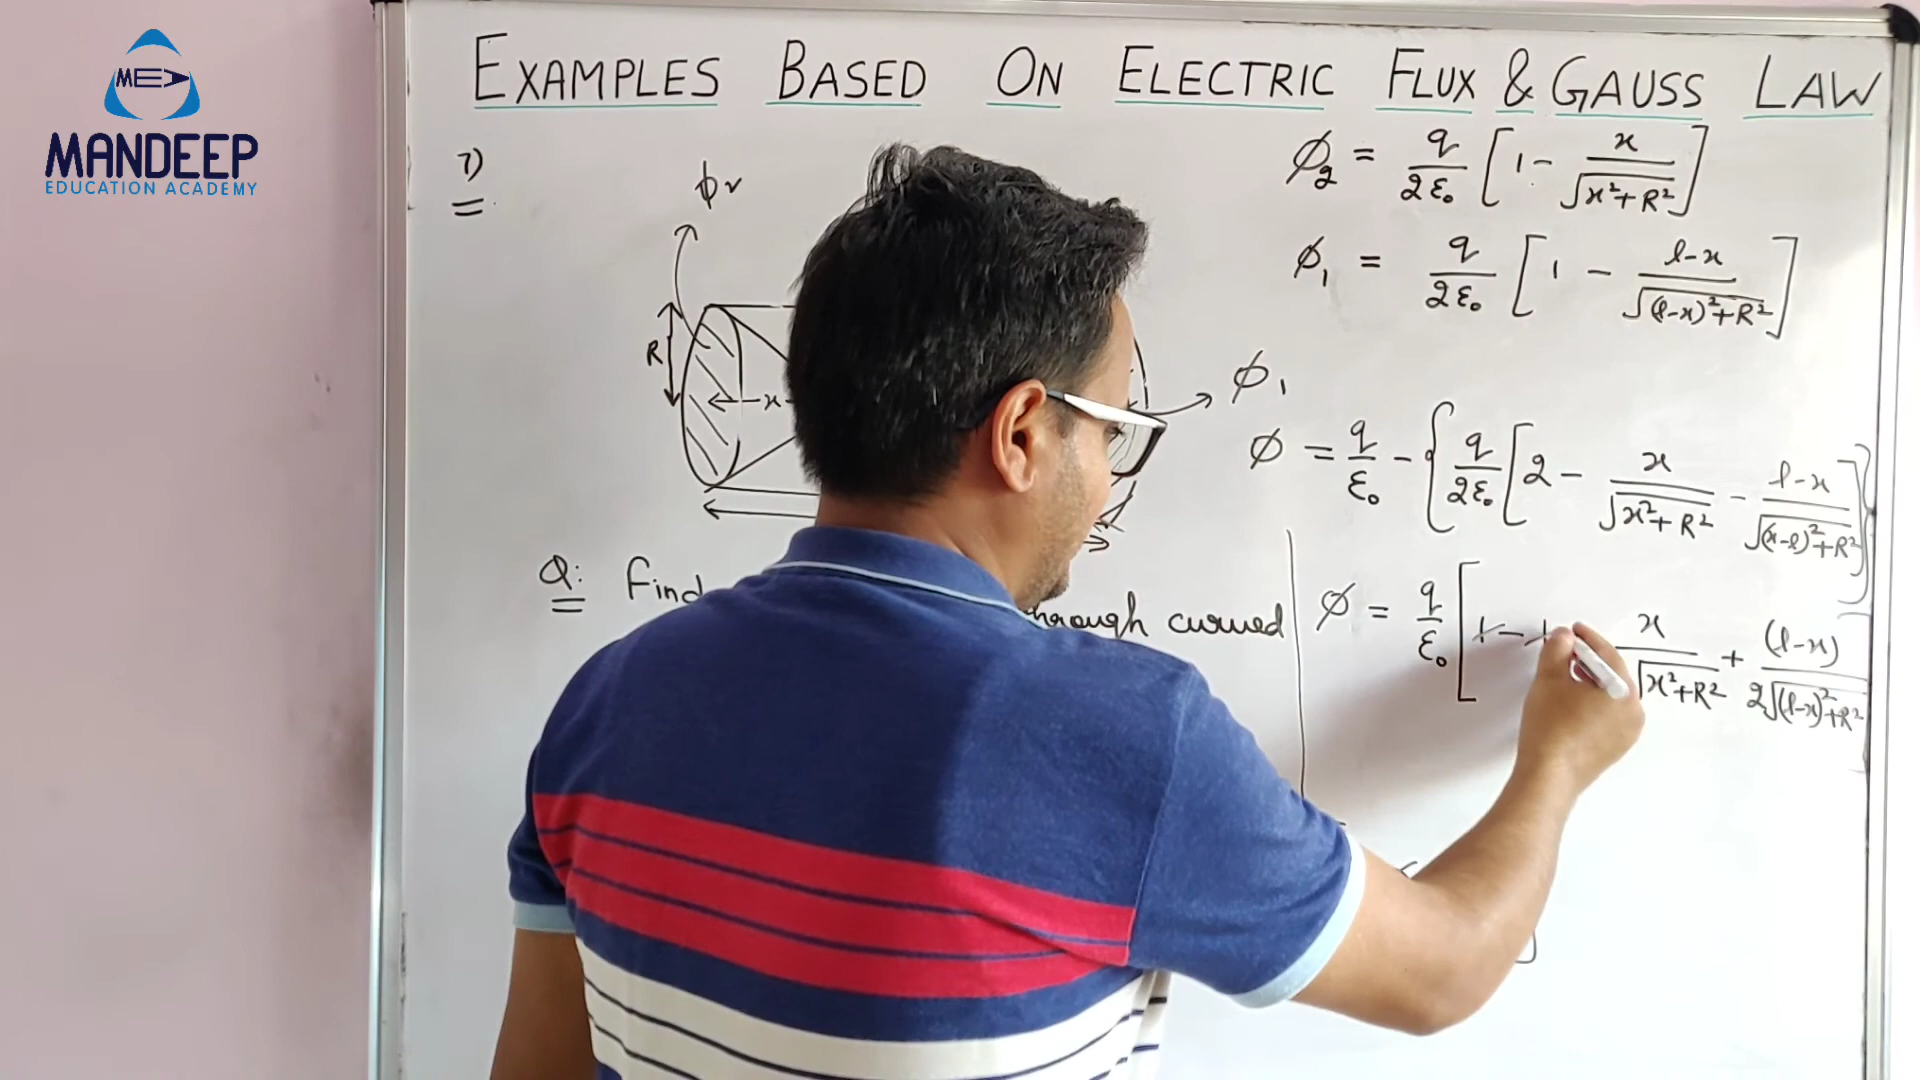 MEA
MANDEEP
EDUCATION ACADEMY
EXAMPLES BASED ON ELECTRIC FLUX & GAUSS LAW
7)
ϕ₂
R
x
ϕ₁
Q: Find through curved
ϕ₂ = q/2ε₀ [1 - x/√(x²+R²)]
ϕ₁ = q/2ε₀ [1 - (l-x)/√((l-x)²+R²)]
ϕ = q/ε₀ - {q/2ε₀ [2 - x/√(x²+R²) - (l-x)/√((x-l)²+R²)]}
ϕ = q/ε₀ [1 - 1 x/√(x²+R²) + (l-x)/2√((l-x)²+R²)]